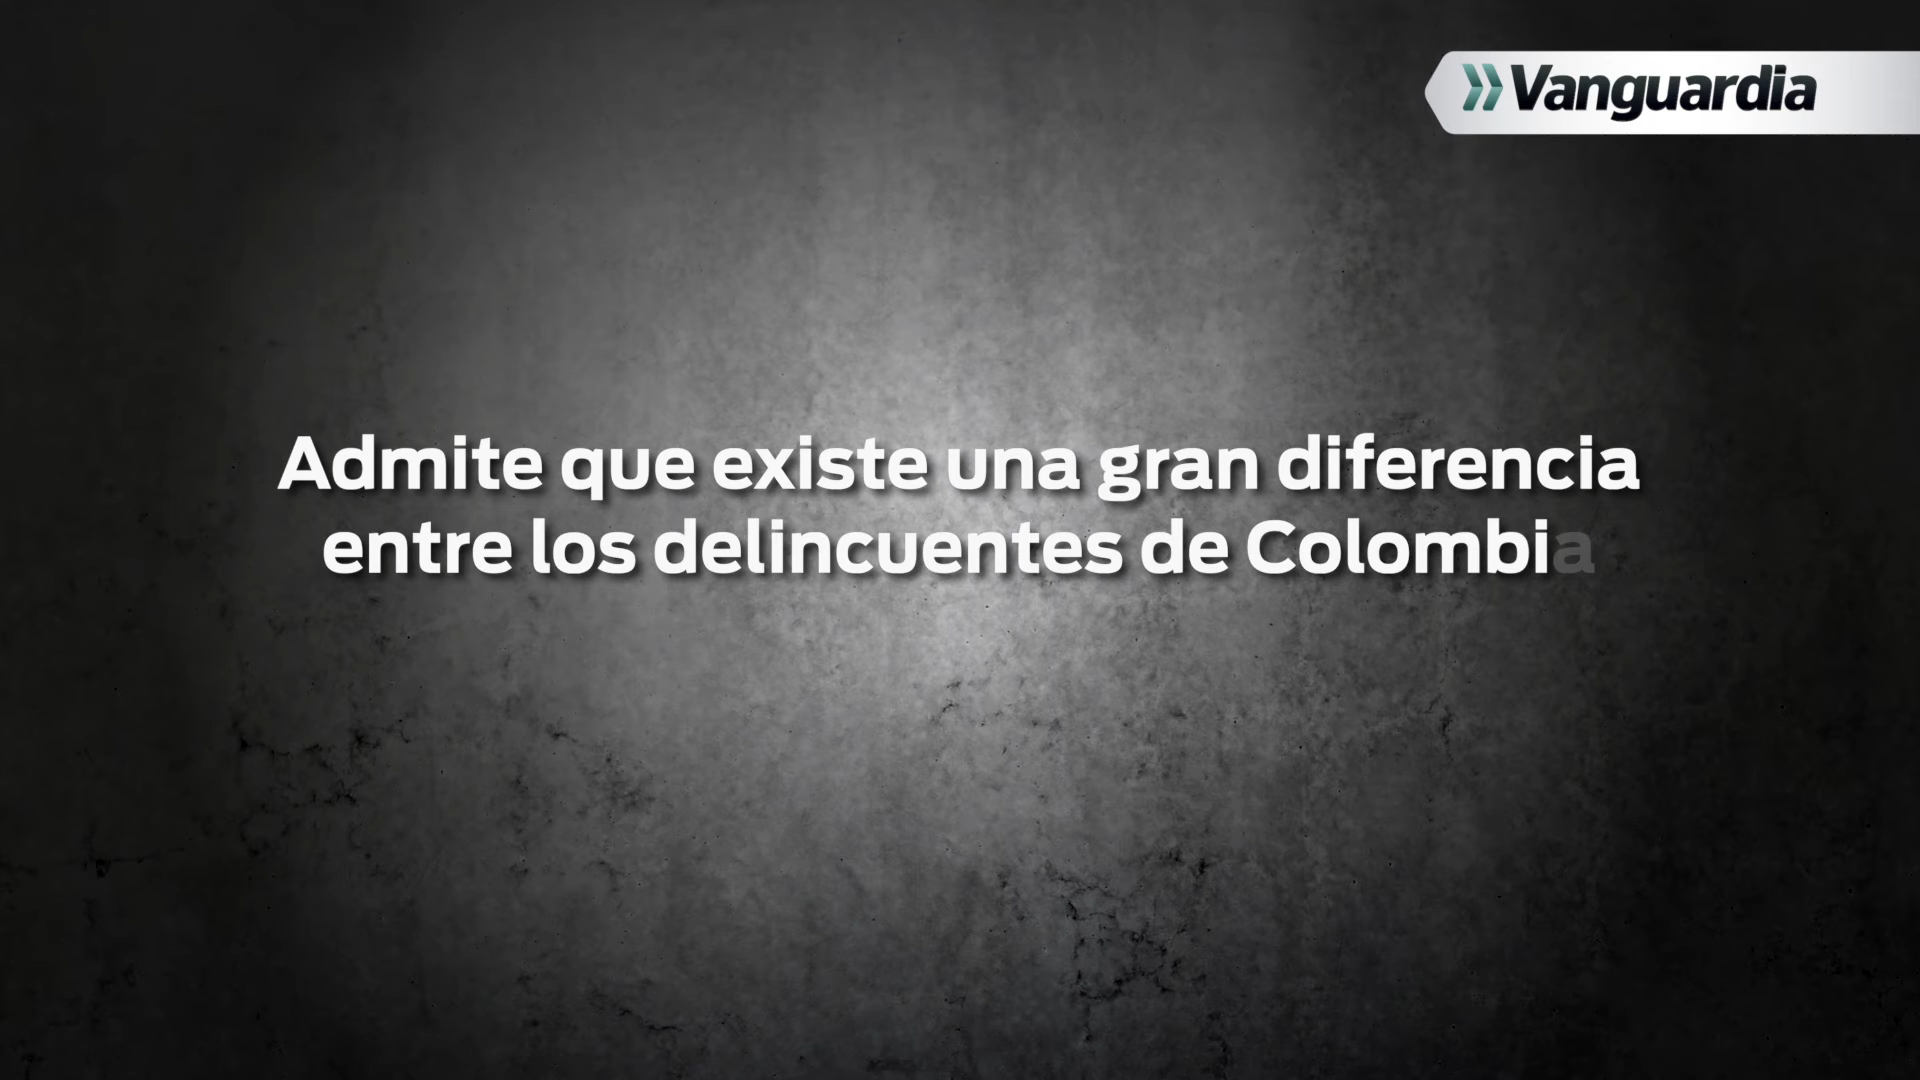 Vanguardia
Admite que existe una gran diferencia
entre los delincuentes de Colombia